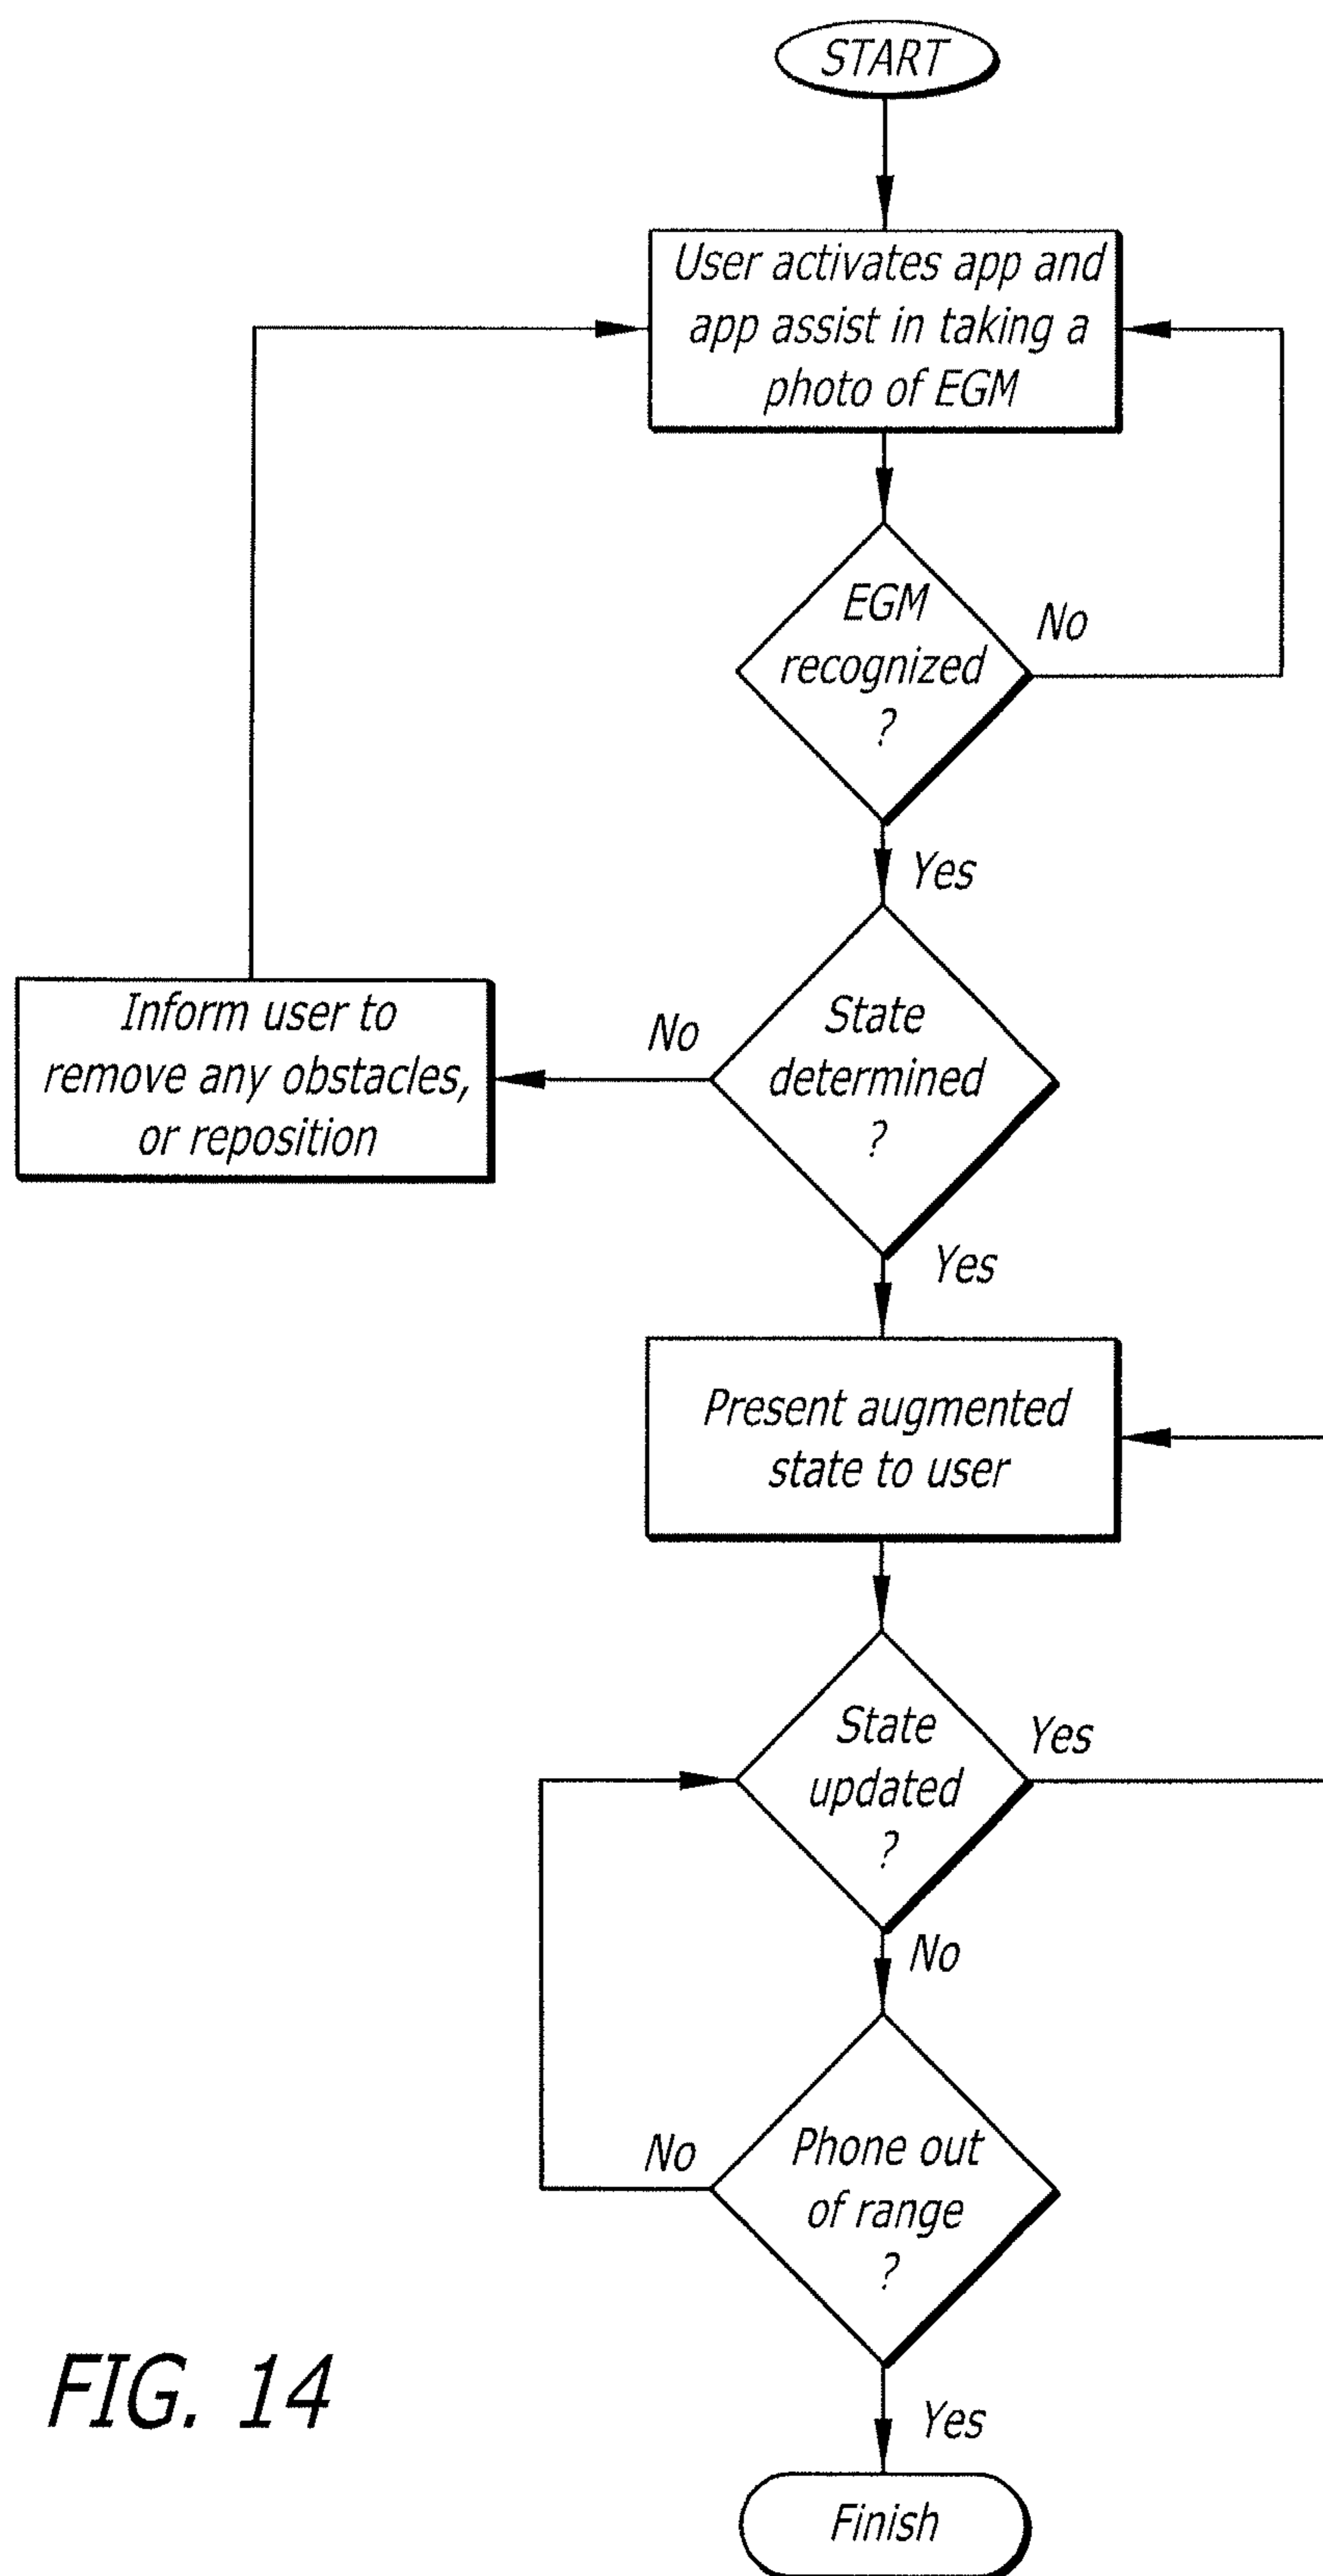 START
User activates app and
app assist in taking a
photo of EGM
EGM
recognized
?
No
Yes
State
determined
?
No
Inform user to
remove any obstacles,
or reposition
Yes
Present augmented
state to user
State
updated
?
Yes
No
Phone out
of range
?
No
Yes
Finish
FIG. 14